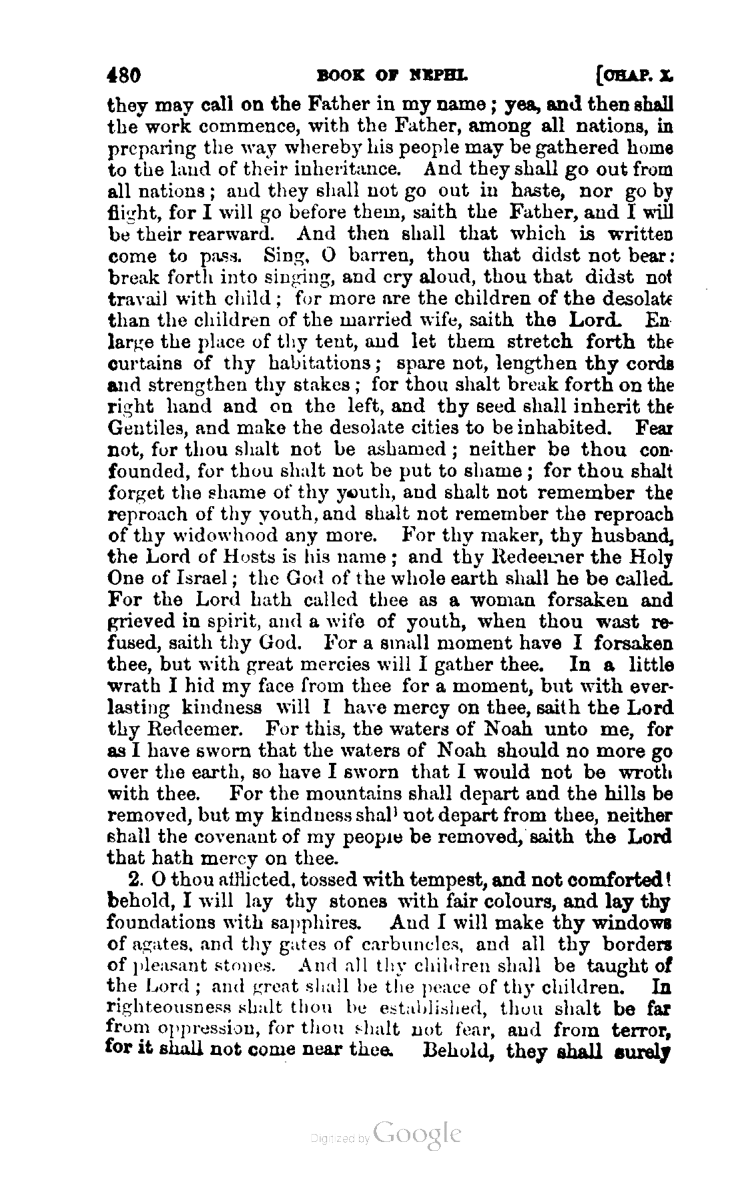 480 BOOK OF NEPHI. [CHAP. X.
they may call on the Father in my name; yea, and then shall
the work commence, with the Father, among all nations, in
preparing the way whereby his people may be gathered home
to the land of their inheritance. And they shall go out from
all nations; and they shall not go out in haste, nor go by
flight, for I will go before them, saith the Father, and I will
be their rearward. And then shall that which is written
come to pass. Sing, O barren, thou that didst not bear:
break forth into singing, and cry aloud, thou that didst not
travail with child; for more are the children of the desolate
than the children of the married wife, saith the Lord. En-
large the place of thy tent, and let them stretch forth the
curtains of thy habitations; spare not, lengthen thy cords
and strengthen thy stakes; for thou shalt break forth on the
right hand and on the left, and thy seed shall inherit the
Gentiles, and make the desolate cities to be inhabited. Fear
not, for thou shalt not be ashamed; neither be thou con-
founded, for thou shalt not be put to shame; for thou shalt
forget the shame of thy youth, and shalt not remember the
reproach of thy youth, and shalt not remember the reproach
of thy widowhood any more. For thy maker, thy husband,
the Lord of Hosts is his name; and thy Redeemer the Holy
One of Israel; the God of the whole earth shall he be called.
For the Lord hath called thee as a woman forsaken and
grieved in spirit, and a wife of youth, when thou wast re-
fused, saith thy God. For a small moment have I forsaken
thee, but with great mercies will I gather thee. In a little
wrath I hid my face from thee for a moment, but with ever-
lasting kindness will I have mercy on thee, saith the Lord
thy Redeemer. For this, the waters of Noah unto me, for
as I have sworn that the waters of Noah should no more go
over the earth, so have I sworn that I would not be wroth
with thee. For the mountains shall depart and the hills be
removed, but my kindness shall not depart from thee, neither
shall the covenant of my people be removed, saith the Lord
that hath mercy on thee.
2. O thou afflicted, tossed with tempest, and not comforted!
behold, I will lay thy stones with fair colours, and lay thy
foundations with sapphires. And I will make thy windows
of agates, and thy gates of carbuncles, and all thy borders
of pleasant stones. And all thy children shall be taught of
the Lord; and great shall be the peace of thy children. In
righteousness shalt thou be established, thou shalt be far
from oppression, for thou shalt not fear, and from terror,
for it shall not come near thee. Behold, they shall surely
Digitized by Google